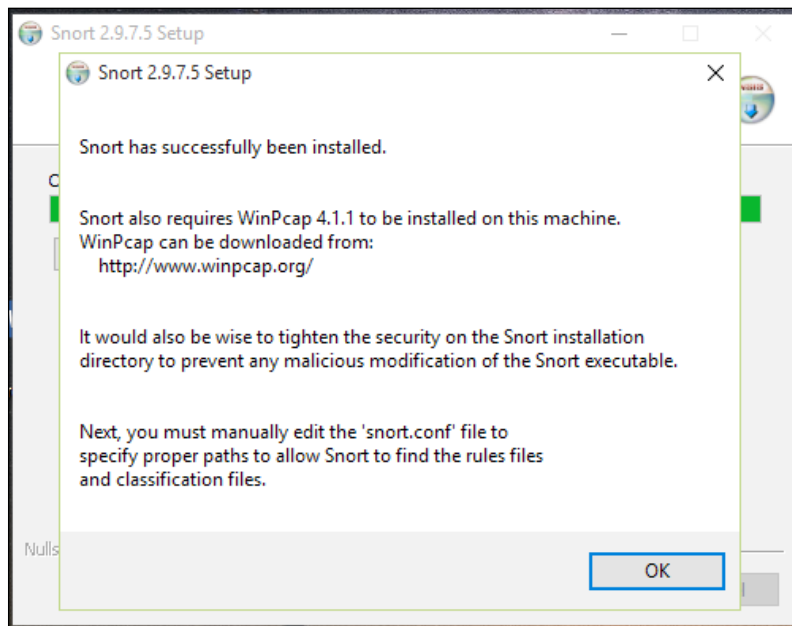 Snort 2.9.7.5 Setup
Snort 2.9.7.5 Setup
Snort has successfully been installed.
Snort also requires WinPcap 4.1.1 to be installed on this machine.
WinPcap can be downloaded from:
http://www.winpcap.org/
It would also be wise to tighten the security on the Snort installation
directory to prevent any malicious modification of the Snort executable.
Next, you must manually edit the 'snort.conf' file to
specify proper paths to allow Snort to find the rules files
and classification files.
Nulls
OK